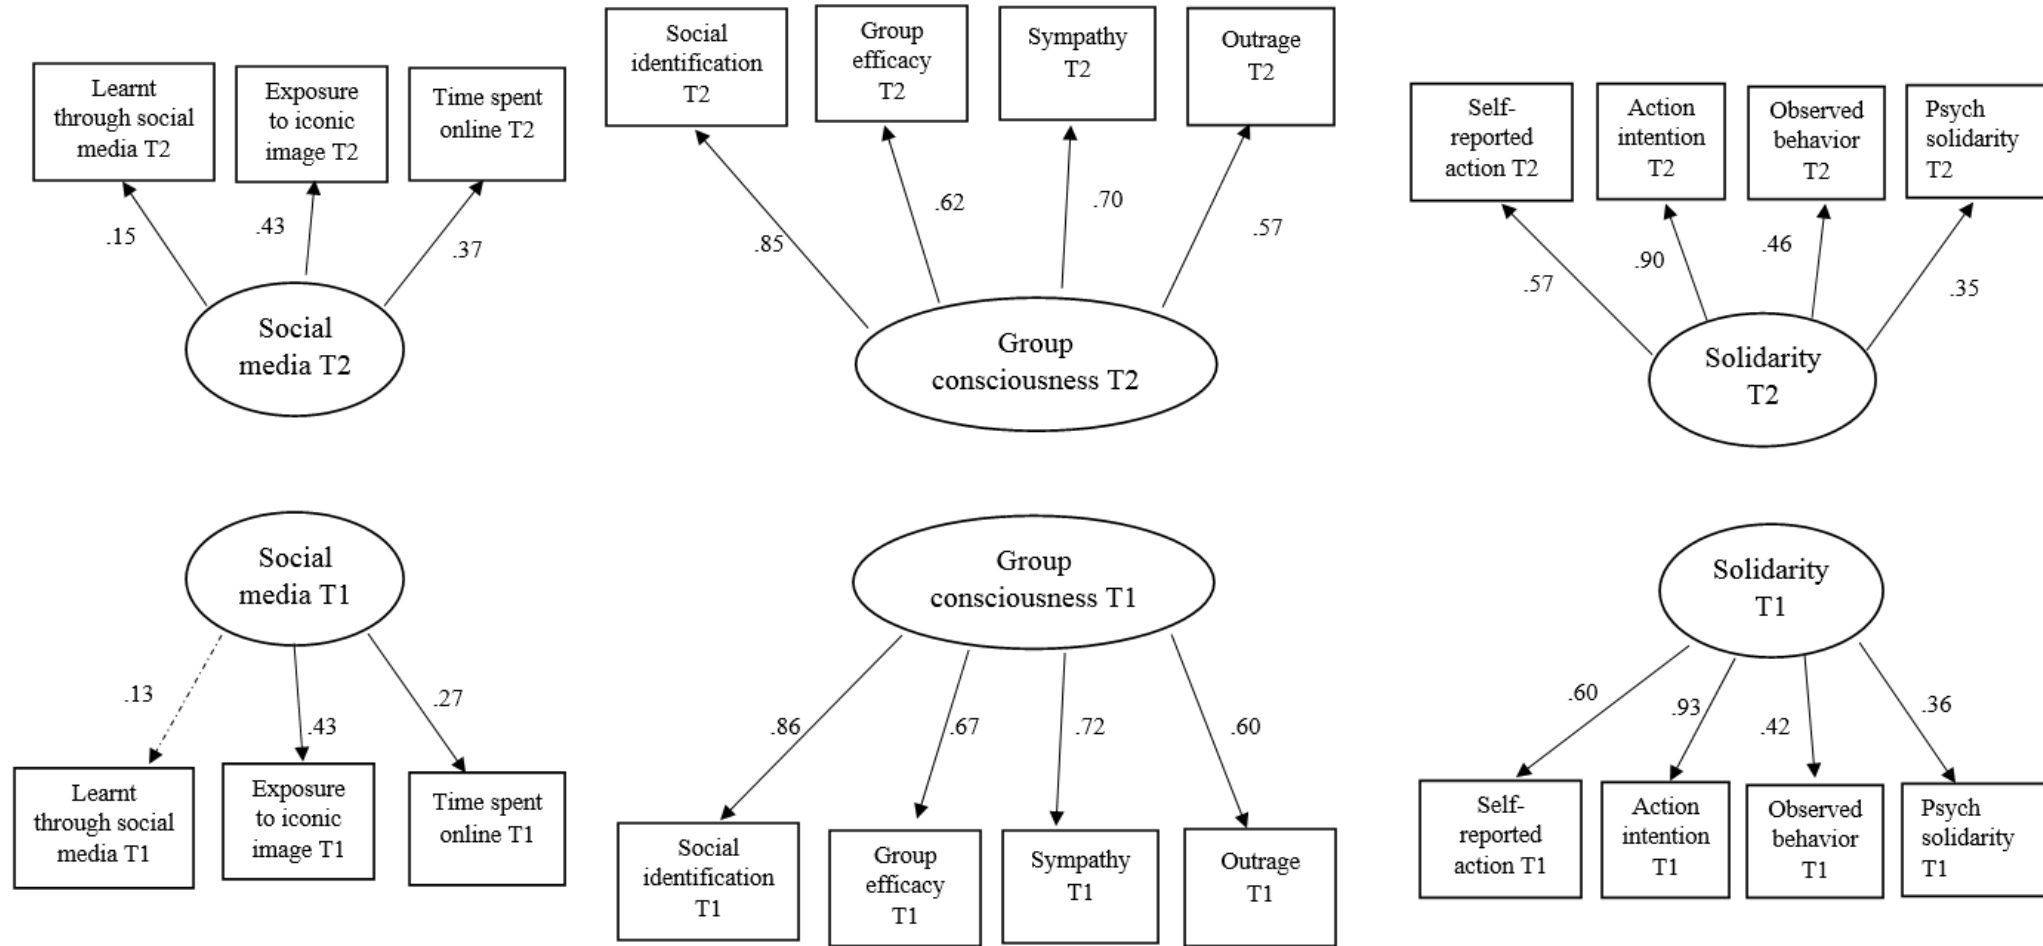 Learnt
through social
media T2
Exposure
to iconic
image T2
Time spent
online T2
Social
identification
T2
Group
efficacy
T2
Sympathy
T2
Outrage
T2
Self-
reported
action T2
Action
intention
T2
Observed
behavior
T2
Psych
solidarity
T2
.15
.43
.37
.85
.62
.70
.57
.57
.90
.46
.35
Social
media T2
Group
consciousness T2
Solidarity
T2
Social
media T1
Group
consciousness T1
Solidarity
T1
.13
.43
.27
.86
.67
.72
.60
.60
.93
.42
.36
Learnt
through social
media T1
Exposure
to iconic
image T1
Time spent
online T1
Social
identification
T1
Group
efficacy
T1
Sympathy
T1
Outrage
T1
Self-
reported
action T1
Action
intention
T1
Observed
behavior
T1
Psych
solidarity
T1